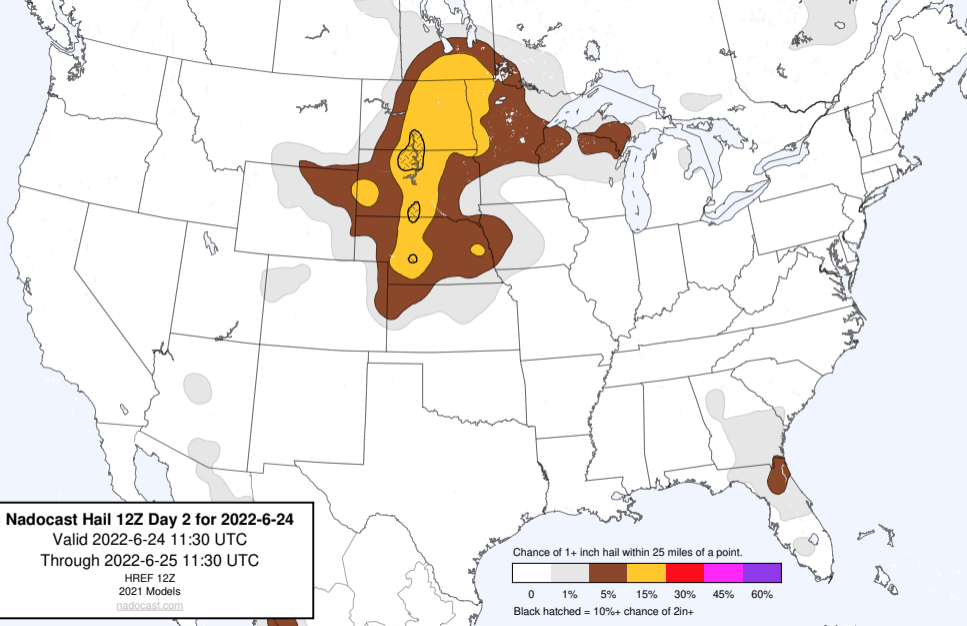 Nadocast Hail 12Z Day 2 for 2022-6-24
Valid 2022-6-24 11:30 UTC
Through 2022-6-25 11:30 UTC
HREF 12Z
2021 Models
nadocast.com
Chance of 1+ inch hail within 25 miles of a point.
0 1% 5% 15% 30% 45% 60%
Black hatched = 10%+ chance of 2in+